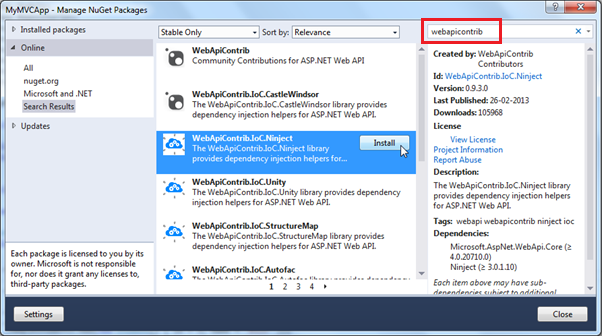 MyMVCApp - Manage NuGet Packages
Installed packages
Online
All
nuget.org
Microsoft and .NET
Search Results
Updates
Each package is licensed to you by its
owner. Microsoft is not responsible
for, nor does it grant any licenses to,
third-party packages.
Stable Only
Sort by:
Relevance
WebApiContrib
Community Contributions for ASP.NET Web API
WebApiContrib.IoC.CastleWindsor
The WebApiContrib.IoC.CastleWindsor library provides
dependency injection helpers for ASP.NET Web API.
WebApiContrib.IoC.Ninject
The WebApiContrib.IoC.Ninject library
provides dependency injection helpers for...
Install
WebApiContrib.IoC.Unity
The WebApiContrib.IoC.Unity library provides dependency
injection helpers for ASP.NET Web API.
WebApiContrib.IoC.StructureMap
The WebApiContrib.IoC.StructureMap library provides
dependency injection helpers for ASP.NET Web API.
WebApiContrib.IoC.Autofac
The WebApiContrib.IoC.Autofac library provides dependency
1 2 3 4
webapicontrib
Created by: WebApiContrib
Contributors
Id: WebApiContrib.IoC.Ninject
Version: 0.9.3.0
Last Published: 26-02-2013
Downloads: 105968
License
View License
Project Information
Report Abuse
Description:
The WebApiContrib.IoC.Ninject library
provides dependency injection helpers
for ASP.NET Web API.
Tags: webapi webapicontrib ninject ioc
Dependencies:
Microsoft.AspNet.WebApi.Core (≥
4.0.20710.0)
Ninject (≥ 3.0.1.10)
Each item above may have sub-
dependencies subject to additional
Settings
Close